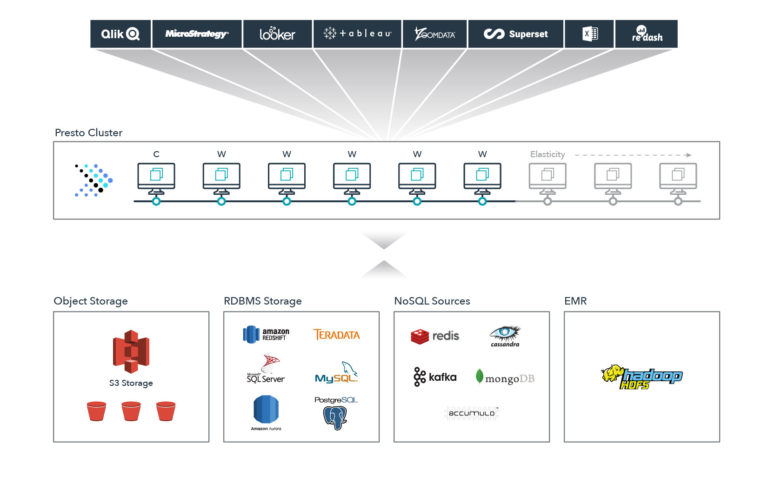 Qlik
MicroStrategy
looker
+ a b l e a u
ZOOMDATA
Superset
X
re:dash
Presto Cluster
C W W W W W Elasticity
Object Storage
RDBMS Storage
NoSQL Sources
EMR
S3 Storage
amazon
REDSHIFT
TERADATA
Microsoft
SQL Server
MySQL
Amazon Aurora
PostgreSQL
redis
cassandra
kafka
mongoDB
accumulo
hadoop
HDFS